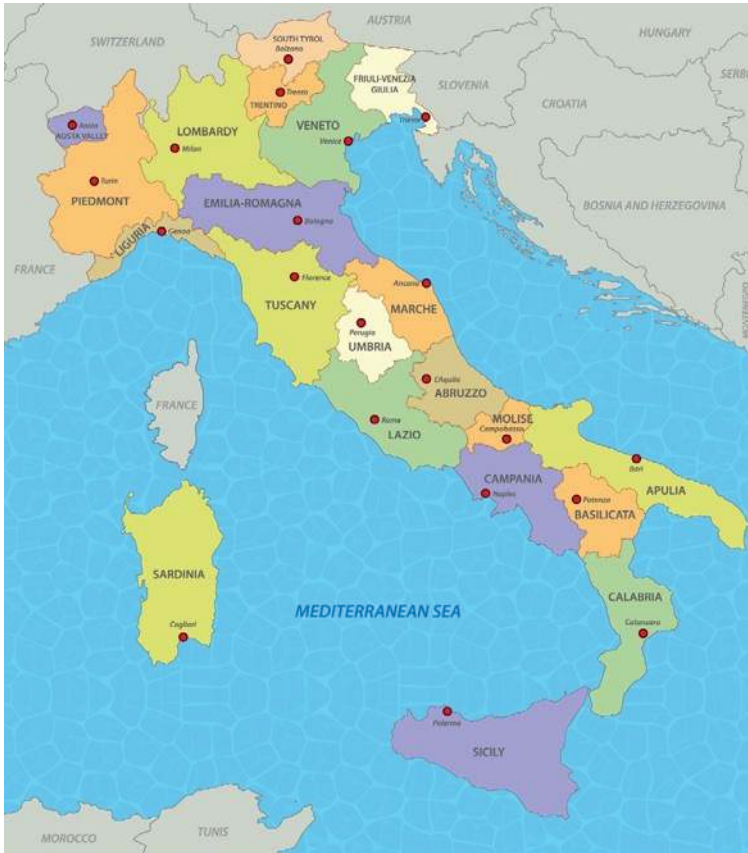 AUSTRIA
HUNGARY
SWITZERLAND
SOUTH TYROL
Bolzano
FRIULI-VENEZIA
GIULIA
SLOVENIA
CROATIA
Trento
TRENTINO
VENETO
Trieste
Aosta
AUSTA VALLEY
LOMBARDY
Milan
Venice
Turin
PIEDMONT
EMILIA-ROMAGNA
Bologna
BOSNIA AND HERZEGOVINA
LIGURIA
Genoa
FRANCE
Florence
TUSCANY
Ancona
MARCHE
Perugia
UMBRIA
L'Aquila
ABRUZZO
FRANCE
Roma
LAZIO
MOLISE
Campobasso
Bari
APULIA
CAMPANIA
Naples
Potenza
BASILICATA
SARDINIA
Cagliari
MEDITERRANEAN SEA
CALABRIA
Catanzaro
Palermo
SICILY
MOROCCO
TUNIS